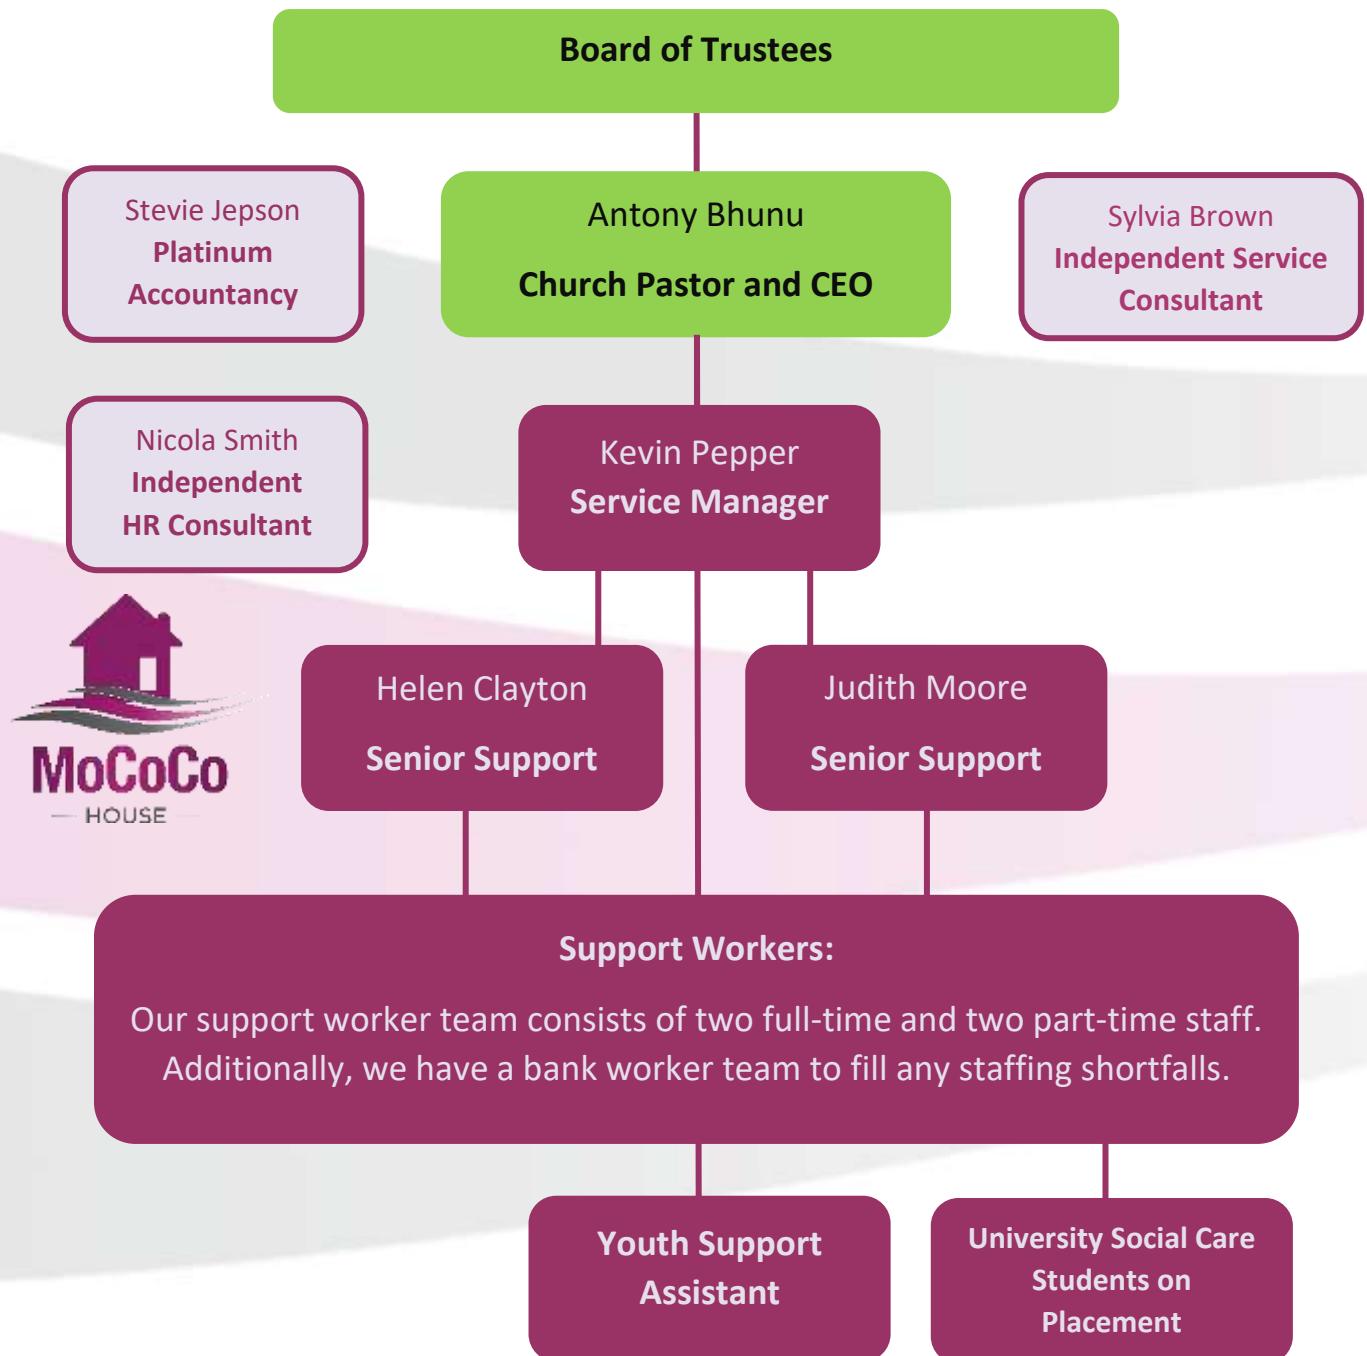 Board of Trustees
Stevie Jepson
Platinum
Accountancy
Antony Bhunu
Church Pastor and CEO
Sylvia Brown
Independent Service
Consultant
Nicola Smith
Independent
HR Consultant
Kevin Pepper
Service Manager
MoCoCo
HOUSE
Helen Clayton
Senior Support
Judith Moore
Senior Support
Support Workers:
Our support worker team consists of two full-time and two part-time staff.
Additionally, we have a bank worker team to fill any staffing shortfalls.
Youth Support
Assistant
University Social Care
Students on
Placement